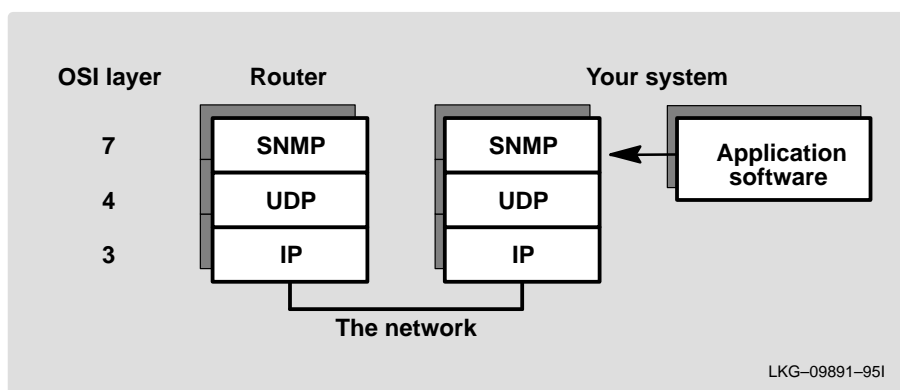 OSI layer Router Your system
7 SNMP SNMP Application
software
4 UDP UDP
3 IP IP
The network
LKG–09891–95I